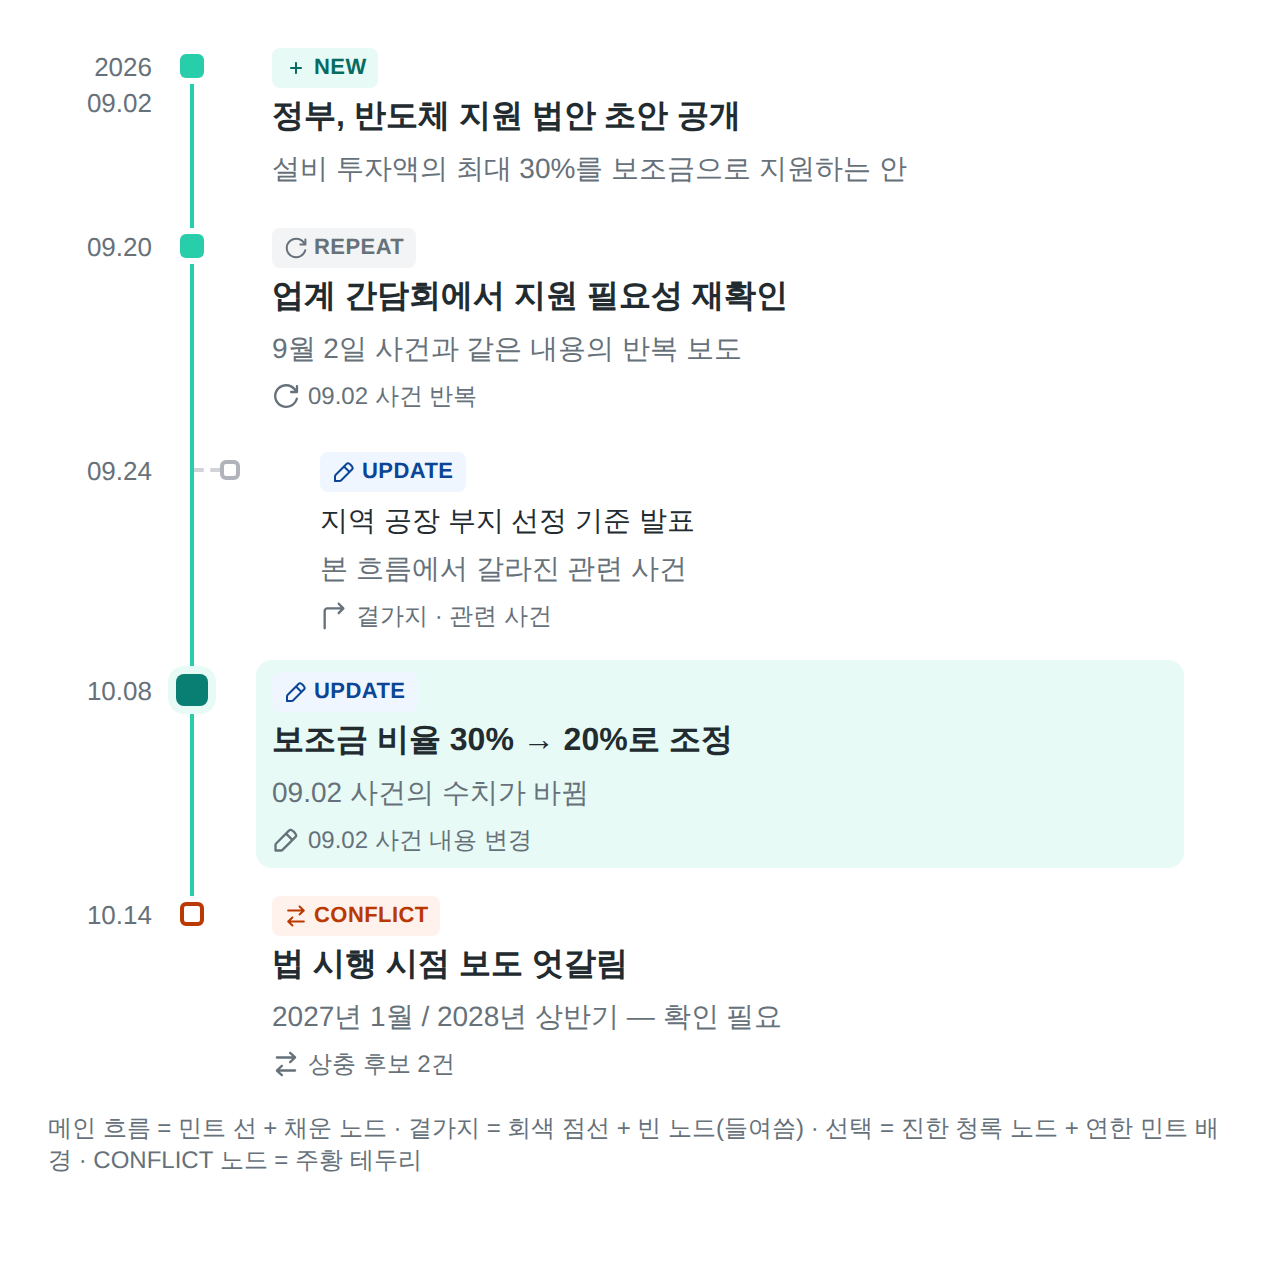 2026
09.02
NEW
정부, 반도체 지원 법안 초안 공개
설비 투자액의 최대 30%를 보조금으로 지원하는 안
09.20
REPEAT
업계 간담회에서 지원 필요성 재확인
9월 2일 사건과 같은 내용의 반복 보도
09.02 사건 반복
09.24
UPDATE
지역 공장 부지 선정 기준 발표
본 흐름에서 갈라진 관련 사건
곁가지 · 관련 사건
10.08
UPDATE
보조금 비율 30% → 20%로 조정
09.02 사건의 수치가 바뀜
09.02 사건 내용 변경
10.14
CONFLICT
법 시행 시점 보도 엇갈림
2027년 1월 / 2028년 상반기 — 확인 필요
상충 후보 2건
메인 흐름 = 민트 선 + 채운 노드 · 곁가지 = 회색 점선 + 빈 노드(들여씀) · 선택 = 진한 청록 노드 + 연한 민트 배
경 · CONFLICT 노드 = 주황 테두리